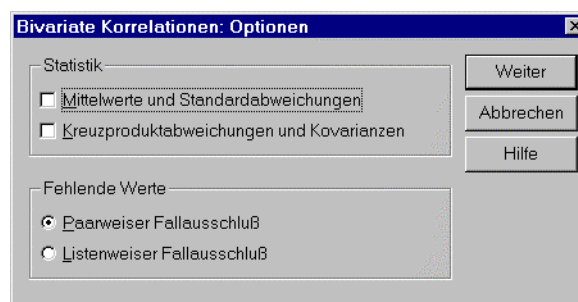 Bivariate Korrelationen: Optionen
Statistik
Mittelwerte und Standardabweichungen
Kreuzproduktabweichungen und Kovarianzen
Fehlende Werte
Paarweiser Fallausschluß
Listenweiser Fallausschluß
Weiter
Abbrechen
Hilfe